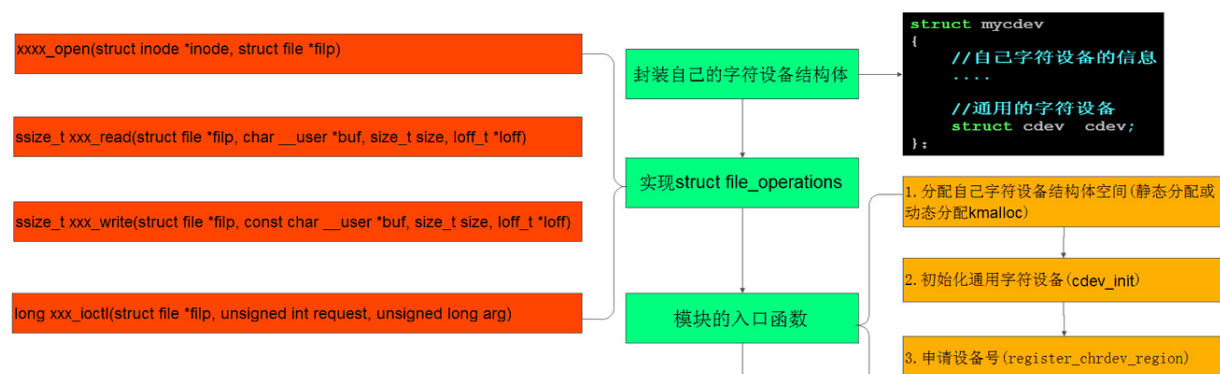 xxxx_open(struct inode *inode, struct file *filp)
ssize_t xxx_read(struct file *filp, char __user *buf, size_t size, loff_t *loff)
ssize_t xxx_write(struct file *filp, const char __user *buf, size_t size, loff_t *loff)
long xxx_ioctl(struct file *filp, unsigned int request, unsigned long arg)
封装自己的字符设备结构体
实现struct file_operations
模块的入口函数
struct mycdev
{
//自己字符设备的信息
....
//通用的字符设备
struct cdev cdev;
};
1.分配自己字符设备结构体空间(静态分配或
动态分配kmalloc)
2.初始化通用字符设备(cdev_init)
3.申请设备号(register_chrdev_region)